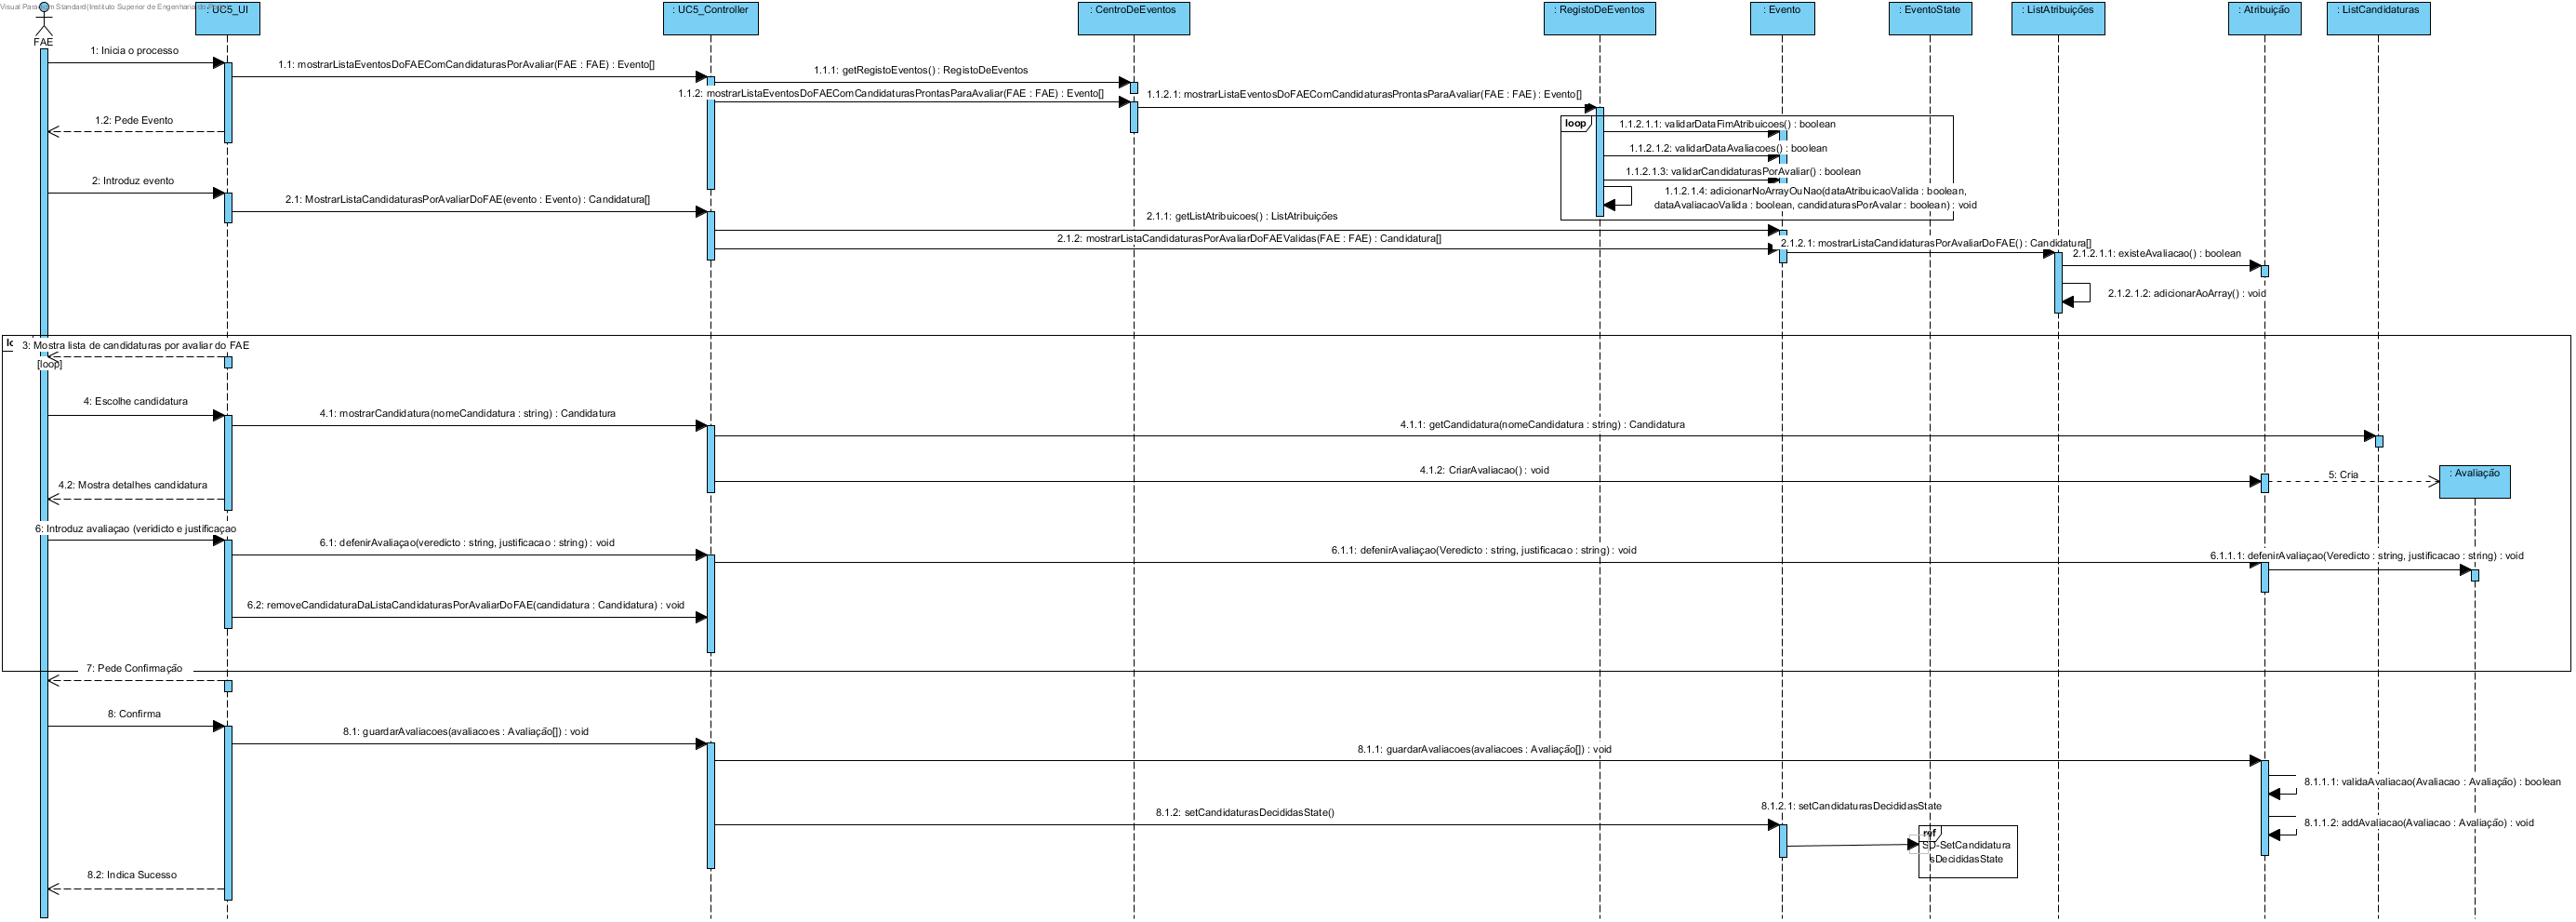 Visual Paradigm Standard(Instituto Superior de Engenharia do
FAE
: UC5_UI
: UC5_Controller
: CentroDeEventos
: RegistoDeEventos
: Evento
: EventoState
: ListAtribuições
: Atribuição
: ListCandidaturas
1: Inicia o processo
1.1: mostrarListaEventosDoFAEComCandidaturasPorAvaliar(FAE : FAE) : Evento[]
1.1.1: getRegistoEventos() : RegistoDeEventos
1.1.2: mostrarListaEventosDoFAEComCandidaturasProntasParaAvaliar(FAE : FAE) : Evento[]
1.1.2.1: mostrarListaEventosDoFAEComCandidaturasProntasParaAvaliar(FAE : FAE) : Evento[]
loop
1.1.2.1.1: validarDataFimAtribuicoes() : boolean
1.2: Pede Evento
1.1.2.1.2: validarDataAvaliacoes() : boolean
1.1.2.1.3: validarCandidaturasPorAvaliar() : boolean
1.1.2.1.4: adicionarNoArrayOuNao(dataAtribuicaoValida : boolean,
dataAvaliacaoValida : boolean, candidaturasPorAvalar : boolean) : void
2: Introduz evento
2.1: MostrarListaCandidaturasPorAvaliarDoFAE(evento : Evento) : Candidatura[]
2.1.1: getListAtribuicoes() : ListAtribuições
2.1.2: mostrarListaCandidaturasPorAvaliarDoFAEValidas(FAE : FAE) : Candidatura[]
2.1.2.1: mostrarListaCandidaturasPorAvaliarDoFAE() : Candidatura[]
2.1.2.1.1: existeAvaliacao() : boolean
2.1.2.1.2: adicionarAoArray() : void
3: Mostra lista de candidaturas por avaliar do FAE
[loop]
4: Escolhe candidatura
4.1: mostrarCandidatura(nomeCandidatura : string) : Candidatura
4.1.1: getCandidatura(nomeCandidatura : string) : Candidatura
4.1.2: CriarAvaliacao() : void
5: Cria
: Avaliação
4.2: Mostra detalhes candidatura
6: Introduz avaliaçao (veridicto e justificaçao
6.1: defenirAvaliaçao(veredicto : string, justificacao : string) : void
6.1.1: defenirAvaliaçao(Veredicto : string, justificacao : string) : void
6.1.1.1: defenirAvaliaçao(Veredicto : string, justificacao : string) : void
6.2: removeCandidaturaDaListaCandidaturasPorAvaliarDoFAE(candidatura : Candidatura) : void
7: Pede Confirmação
8: Confirma
8.1: guardarAvaliacoes(avaliacoes : Avaliação[]) : void
8.1.1: guardarAvaliacoes(avaliacoes : Avaliação[]) : void
8.1.1.1: validaAvaliacao(Avaliacao : Avaliação) : boolean
8.1.2: setCandidaturasDecididasState()
8.1.2.1: setCandidaturasDecididasState
8.1.1.2: addAvaliacao(Avaliacao : Avaliação) : void
ref
SD-SetCandidatura
sDecididasState
8.2: Indica Sucesso